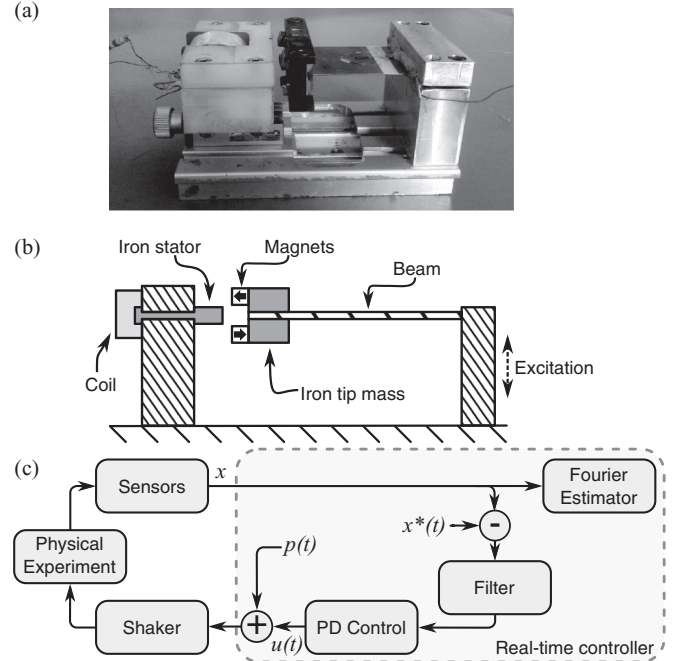 (a)
(b)
Iron stator
Magnets
Beam
Coil
Iron tip mass
Excitation
(c)
x
Sensors
Fourier
Estimator
x*(t)
-
Physical
Experiment
p(t)
Filter
Shaker
+
u(t)
PD Control
Real-time controller